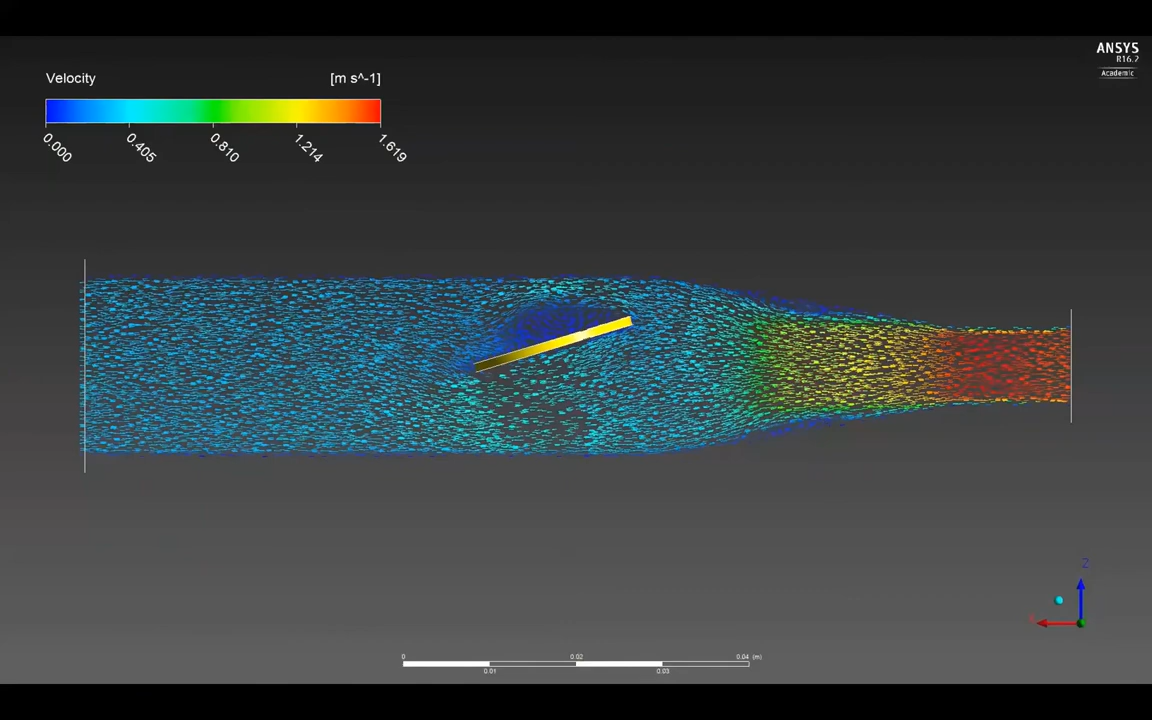 ANSYS
R16.2
Academic
Velocity [m s^-1]
0.000 0.405 0.810 1.214 1.619
Z
0 0.02 0.04 (m)
0.01 0.03